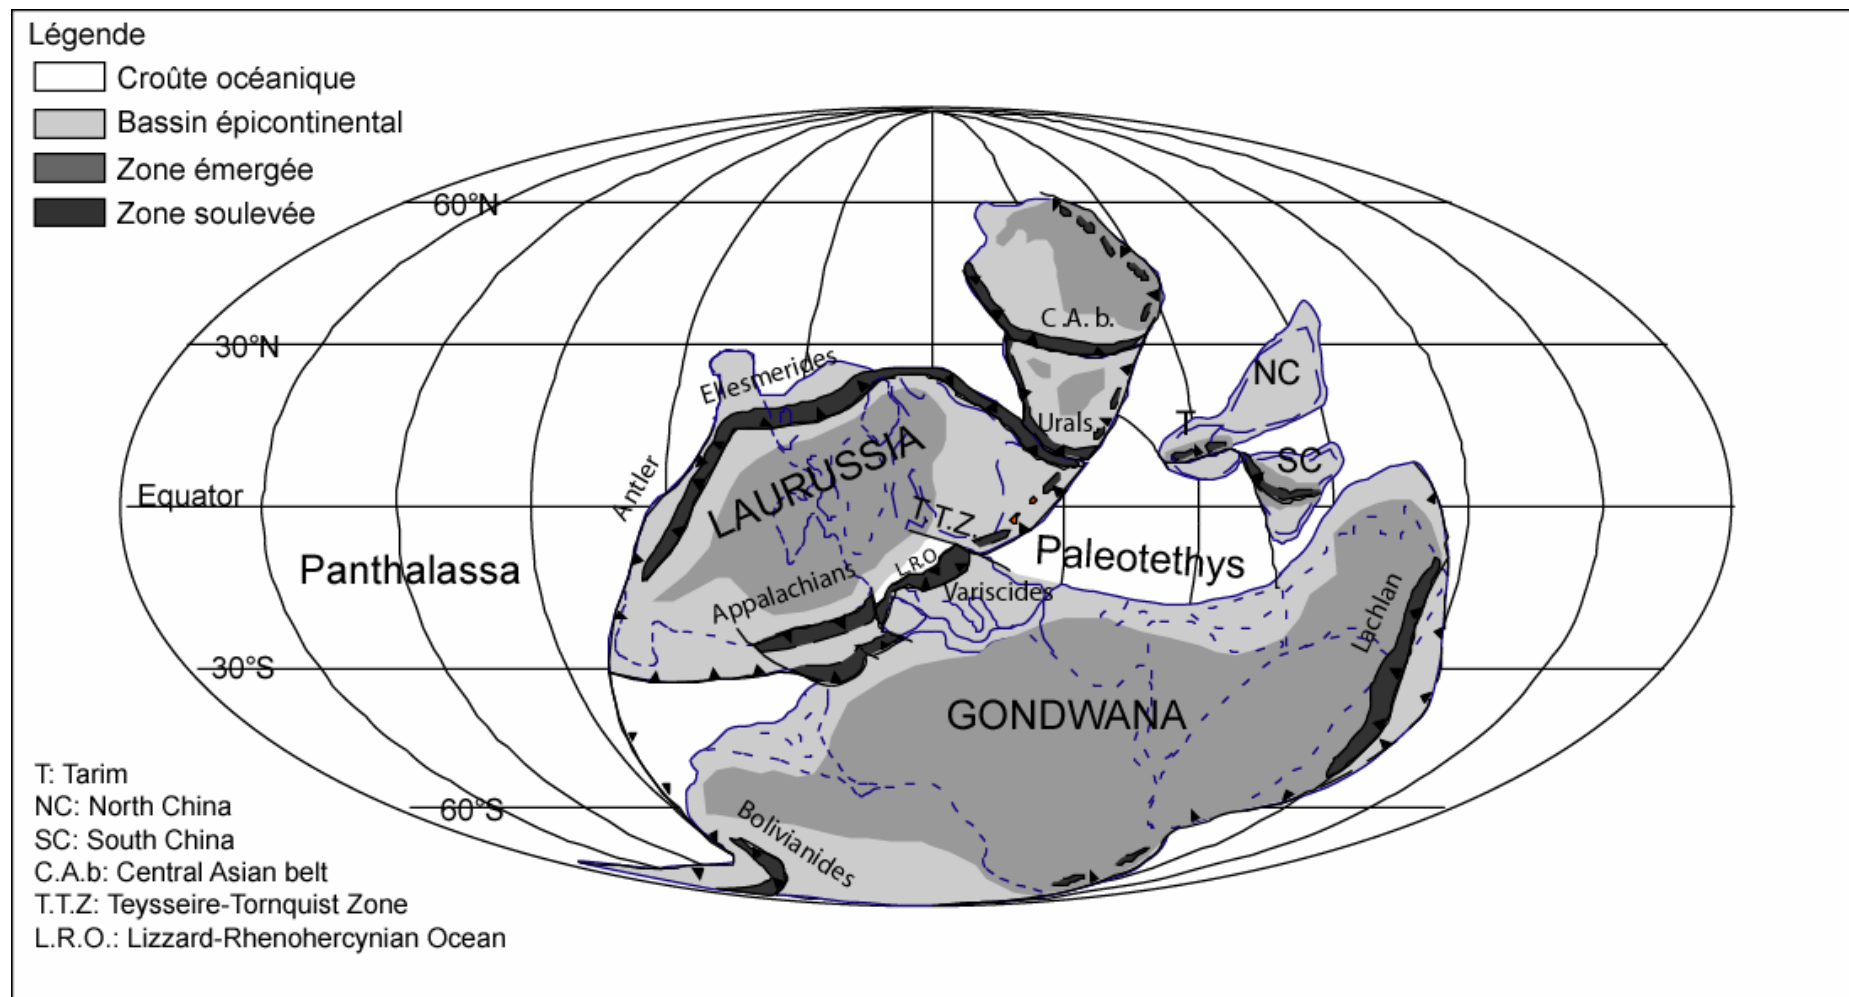 Légende
Croûte océanique
Bassin épicontinental
Zone émergée
Zone soulevée
60°N
C.A.b.
30°N
NC
Ellesmerides
Urals
T
LAURUSSIA
SC
Antler
Equator
T.T.Z.
Panthalassa
L.R.O
Paleotethys
Appalachians
Variscides
Lachlan
30°S
GONDWANA
60°S
Bolivianides
T: Tarim
NC: North China
SC: South China
C.A.b: Central Asian belt
T.T.Z: Teysseire-Tornquist Zone
L.R.O.: Lizzard-Rhenohercynian Ocean